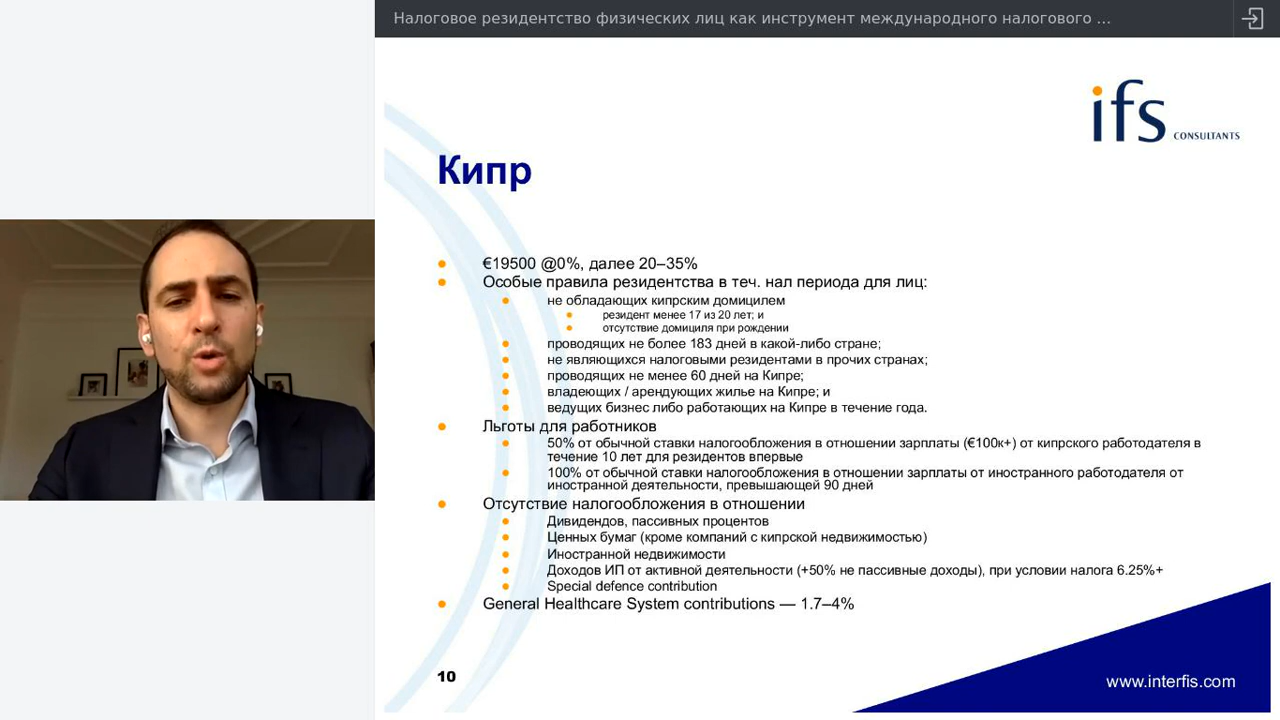 Налоговое резидентство физических лиц как инструмент международного налогового ...
ifs CONSULTANTS
Кипр
€19500 @0%, далее 20–35%
Особые правила резидентства в теч. нал периода для лиц:
не обладающих кипрским домицилем
резидент менее 17 из 20 лет; и
отсутствие домициля при рождении
проводящих не более 183 дней в какой-либо стране;
не являющихся налоговыми резидентами в прочих странах;
проводящих не менее 60 дней на Кипре;
владеющих / арендующих жилье на Кипре; и
ведущих бизнес либо работающих на Кипре в течение года.
Льготы для работников
50% от обычной ставки налогообложения в отношении зарплаты (€100к+) от кипрского работодателя в
течение 10 лет для резидентов впервые
100% от обычной ставки налогообложения в отношении зарплаты от иностранного работодателя от
иностранной деятельности, превышающей 90 дней
Отсутствие налогообложения в отношении
Дивидендов, пассивных процентов
Ценных бумаг (кроме компаний с кипрской недвижимостью)
Иностранной недвижимости
Доходов ИП от активной деятельности (+50% не пассивные доходы), при условии налога 6.25%+
Special defence contribution
General Healthcare System contributions — 1.7–4%
10
www.interfis.com